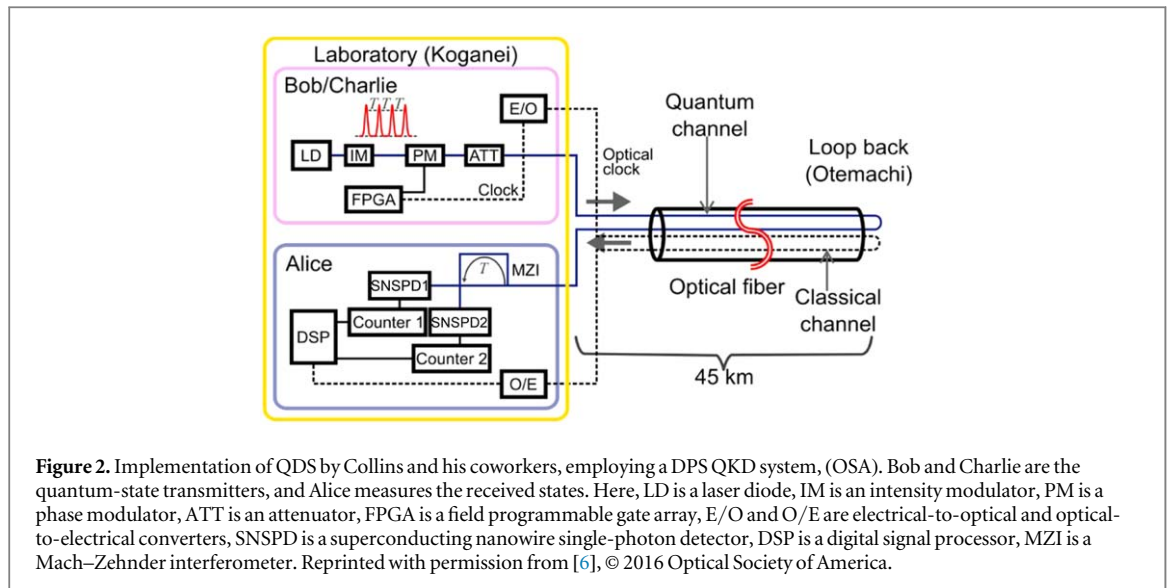 Laboratory (Koganei)
Bob/Charlie
T T T
E/O
LD
IM
PM
ATT
FPGA
Clock
Optical
clock
Quantum
channel
Loop back
(Otemachi)
Optical fiber
Classical
channel
45 km
Alice
T
MZI
SNSPD1
Counter 1
SNSPD2
DSP
Counter 2
O/E
Figure 2. Implementation of QDS by Collins and his coworkers, employing a DPS QKD system, (OSA). Bob and Charlie are the
quantum-state transmitters, and Alice measures the received states. Here, LD is a laser diode, IM is an intensity modulator, PM is a
phase modulator, ATT is an attenuator, FPGA is a field programmable gate array, E/O and O/E are electrical-to-optical and optical-
to-electrical converters, SNSPD is a superconducting nanowire single-photon detector, DSP is a digital signal processor, MZI is a
Mach–Zehnder interferometer. Reprinted with permission from [6], © 2016 Optical Society of America.